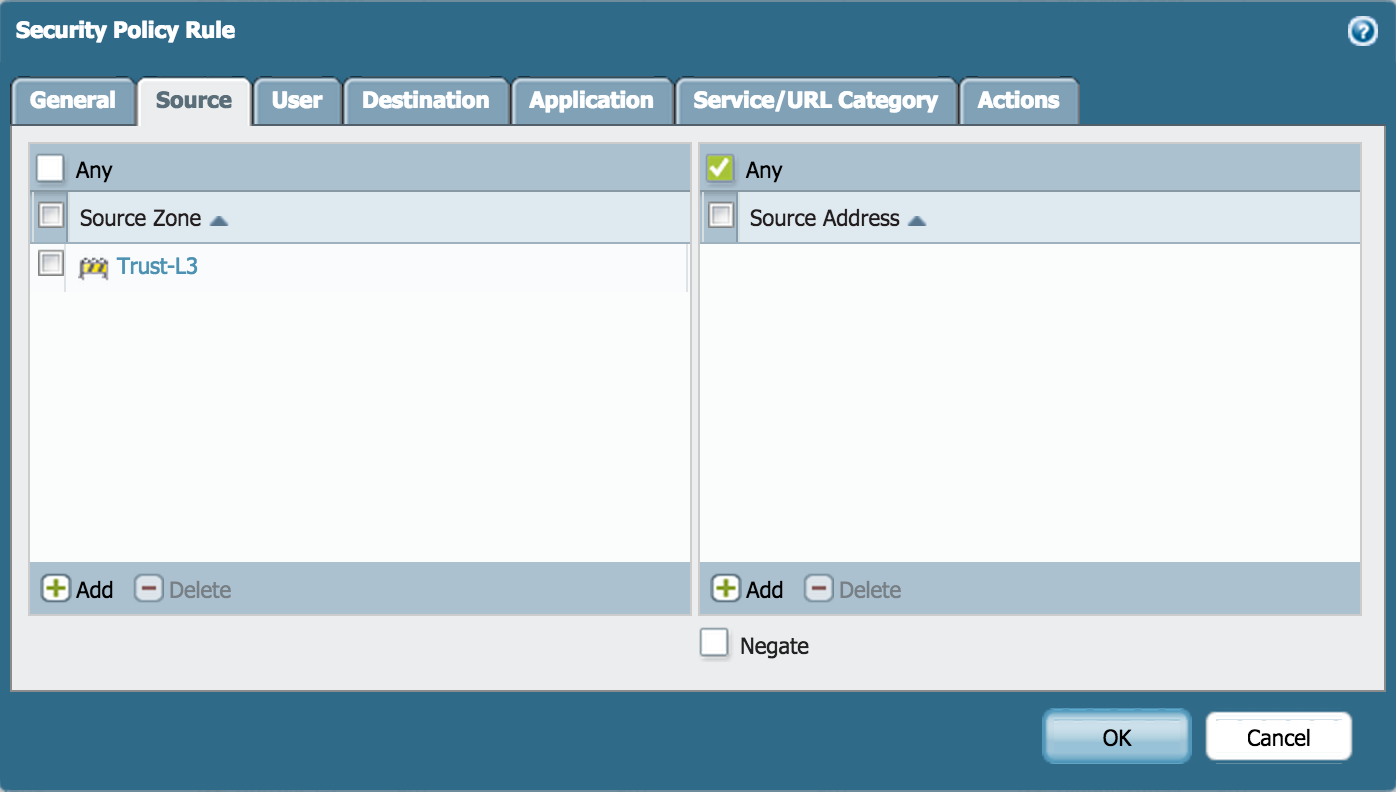 Security Policy Rule
?
General Source User Destination Application Service/URL Category Actions
Any
Source Zone
Trust-L3
Add Delete
Any
Source Address
Add Delete
Negate
OK Cancel